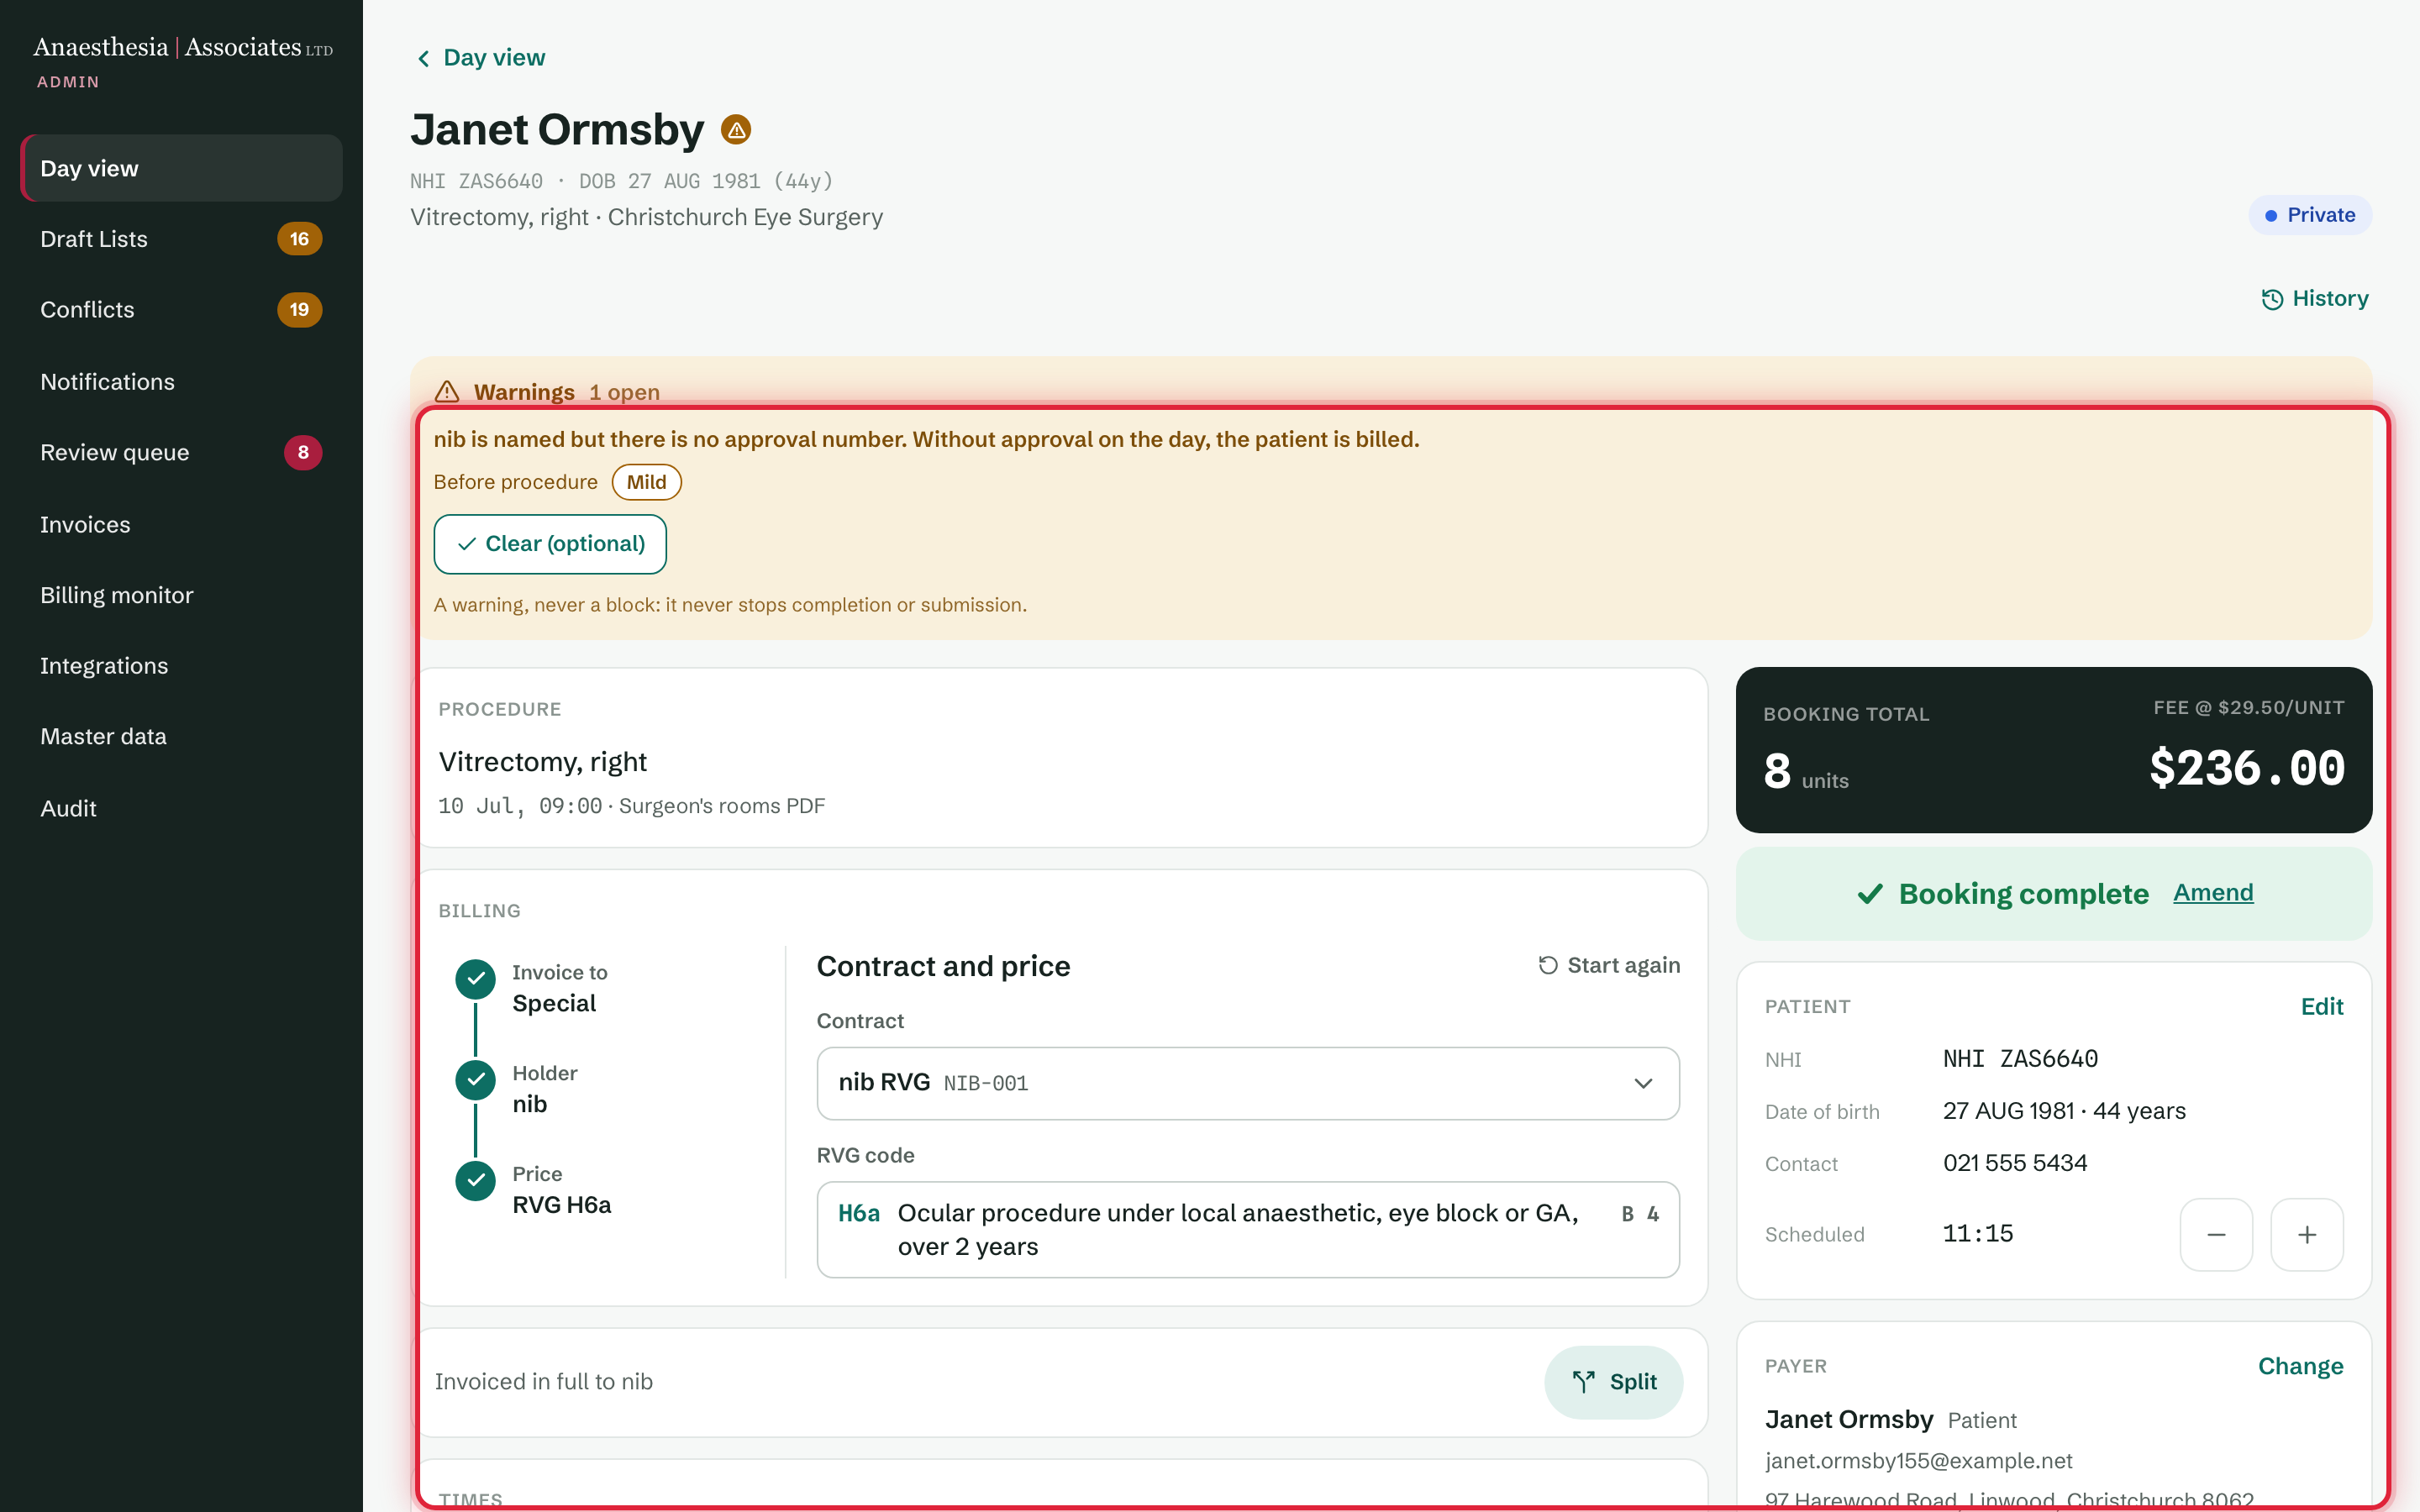 Anaesthesia | Associates LTD
ADMIN
Day view
Draft Lists 16
Conflicts 19
Notifications
Review queue 8
Invoices
Billing monitor
Integrations
Master data
Audit
Day view
Janet Ormsby
NHI ZAS6640 · DOB 27 AUG 1981 (44y)
Vitrectomy, right · Christchurch Eye Surgery
Private
History
Warnings 1 open
nib is named but there is no approval number. Without approval on the day, the patient is billed.
Before procedure Mild
Clear (optional)
A warning, never a block: it never stops completion or submission.
PROCEDURE
Vitrectomy, right
10 Jul, 09:00 · Surgeon's rooms PDF
BILLING
Invoice to
Special
Holder
nib
Price
RVG H6a
Contract and price
Start again
Contract
nib RVG NIB-001
RVG code
H6a Ocular procedure under local anaesthetic, eye block or GA, B 4
over 2 years
Invoiced in full to nib
Split
TIMES
BOOKING TOTAL
FEE @ $29.50/UNIT
8 units
$236.00
Booking complete Amend
PATIENT Edit
NHI NHI ZAS6640
Date of birth 27 AUG 1981 · 44 years
Contact 021 555 5434
Scheduled 11:15 − +
PAYER Change
Janet Ormsby Patient
janet.ormsby155@example.net
97 Harewood Road, Linwood, Christchurch 8062